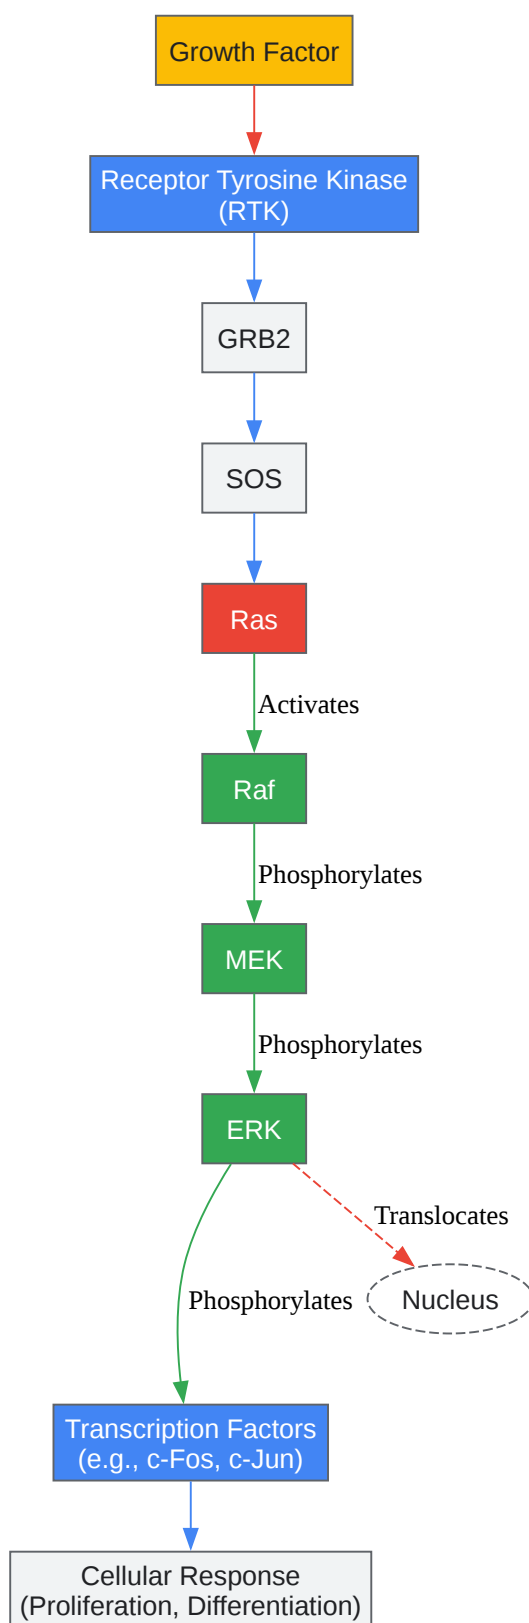 Growth Factor
Receptor Tyrosine Kinase
(RTK)
GRB2
SOS
Ras
Activates
Raf
Phosphorylates
MEK
Phosphorylates
ERK
Translocates
Nucleus
Phosphorylates
Transcription Factors
(e.g., c-Fos, c-Jun)
Cellular Response
(Proliferation, Differentiation)